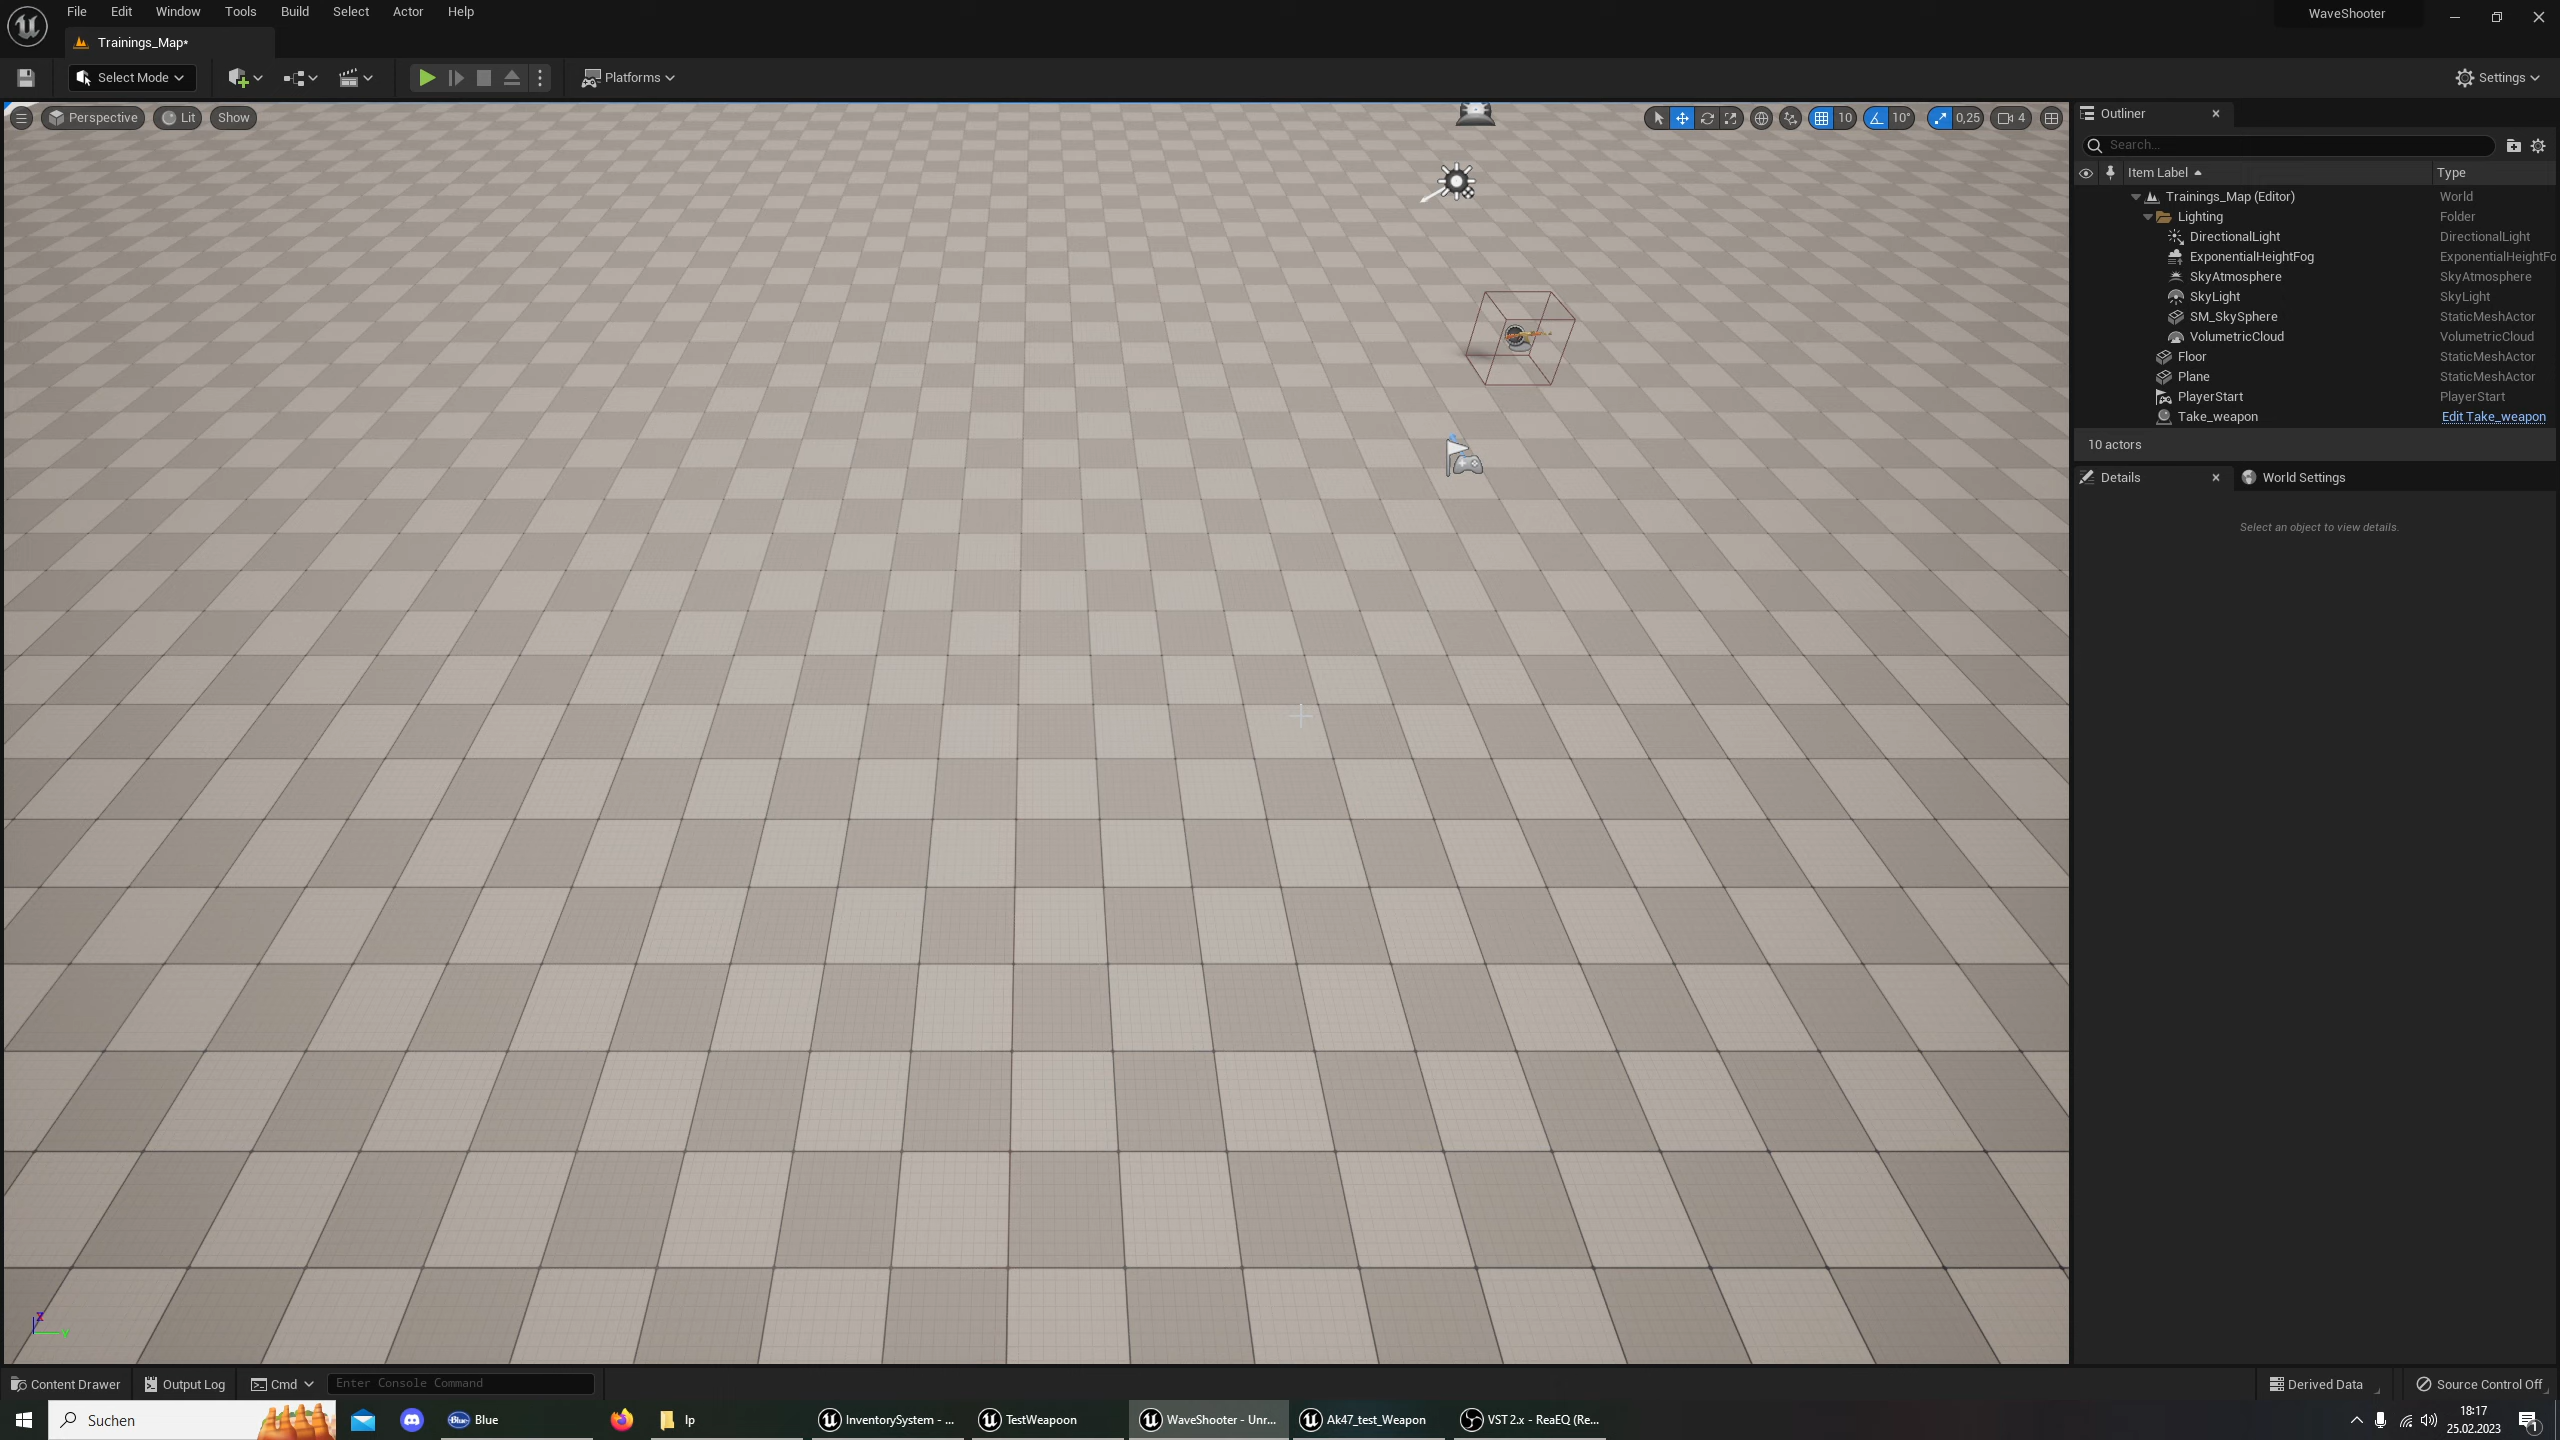 File Edit Window Tools Build Select Actor Help
WaveShooter
Trainings_Map*
Select Mode
Platforms
Settings
Perspective Lit Show
10 10° 0,25 4
Outliner
Search...
Item Label Type
Trainings_Map (Editor) World
Lighting Folder
DirectionalLight DirectionalLight
ExponentialHeightFog ExponentialHeightFo
SkyAtmosphere SkyAtmosphere
SkyLight SkyLight
SM_SkySphere StaticMeshActor
VolumetricCloud VolumetricCloud
Floor StaticMeshActor
Plane StaticMeshActor
PlayerStart PlayerStart
Take_weapon Edit Take_weapon
10 actors
Details World Settings
Select an object to view details.
Z
Y
Content Drawer Output Log Cmd Enter Console Command Derived Data Source Control Off
Suchen Blue Ip InventorySystem - ... TestWeapoon WaveShooter - Unr... Ak47_test_Weapon VST 2.x - ReaEQ (Re...
18:17
25.02.2023
1